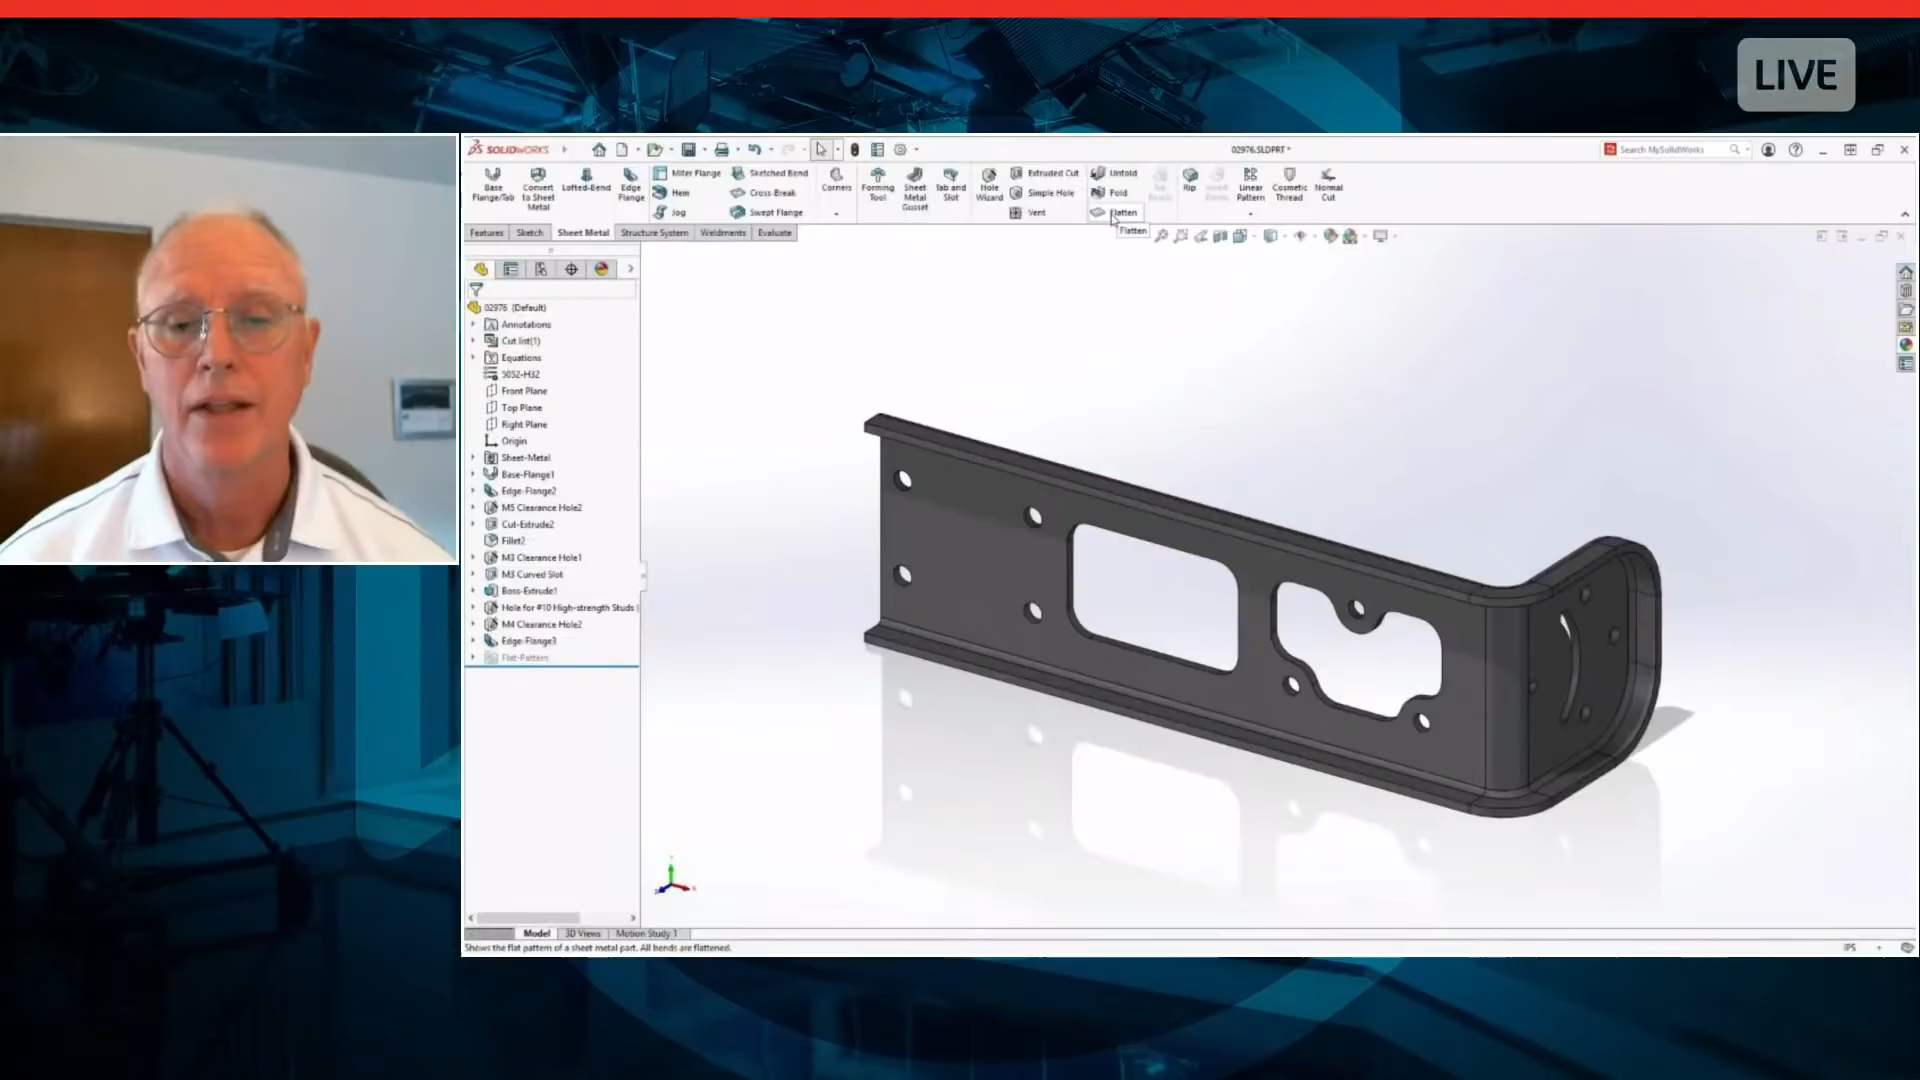 LIVE
SOLIDWORKS
02976.SLDPRT *
Search MySolidWorks
Base Flange/Tab
Convert to Sheet Metal
Lofted-Bend
Edge Flange
Miter Flange
Hem
Jog
Sketched Bend
Cross-Break
Swept Flange
Corners
Forming Tool
Sheet Metal Gusset
Tab and Slot
Hole Wizard
Extruded Cut
Simple Hole
Vent
Unfold
Fold
Flatten
Rip
Linear Pattern
Cosmetic Thread
Normal Cut
Flatten
Features
Sketch
Sheet Metal
Structure System
Weldments
Evaluate
02976 (Default)
Annotations
Cut list(1)
Equations
5052-H32
Front Plane
Top Plane
Right Plane
Origin
Sheet-Metal
Base-Flange1
Edge-Flange2
M5 Clearance Hole2
Cut-Extrude2
Fillet2
M3 Clearance Hole1
M3 Curved Slot
Boss-Extrude1
Hole for #10 High-strength Studs (
M4 Clearance Hole2
Edge-Flange3
Flat-Pattern
Model
3D Views
Motion Study 1
Shows the flat pattern of a sheet metal part. All bends are flattened.
IPS